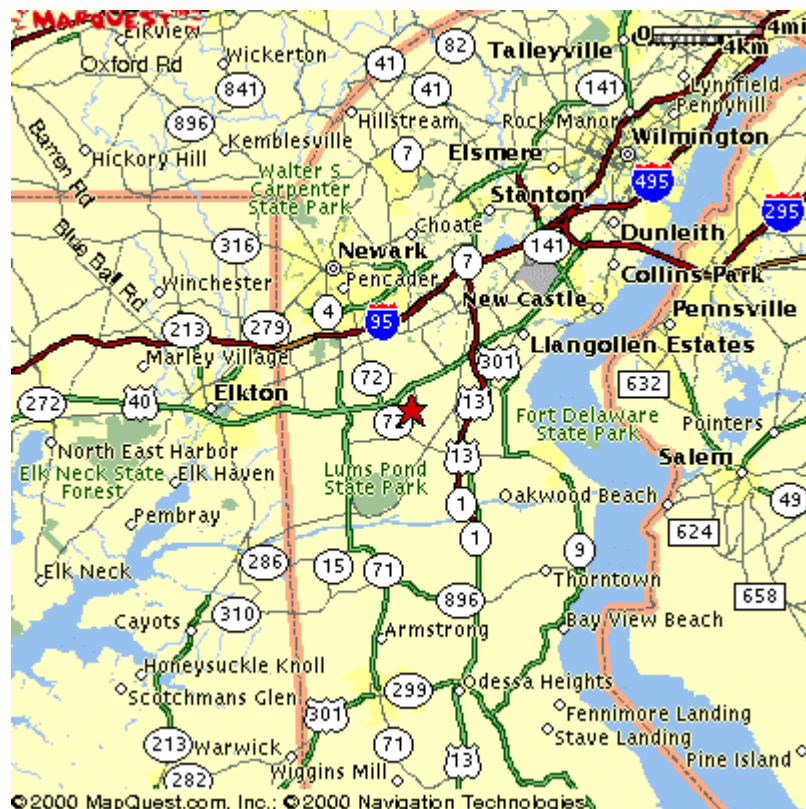 MAPQUEST
0 4mi
4km
Elkview
82
Talleyville
Wickerton
41
Oxford Rd
841
41
141
Lynnfield
Pennyhill
896
Hillstream
Rock Manor
Barren Rd
Kemblesville
Wilmington
Hickory Hill
7
Elsmere
Walter S
Carpenter
State Park
495
Stanton
295
Choate
Dunleith
316
Newark
141
Blue Ball Rd
7
Collins Park
Pencader
Winchester
New Castle
4
95
Pennsville
213
279
Llangollen Estates
Marley Village
301
72
632
272
40
Elkton
13
72
Fort Delaware
State Park
Pointers
North East Harbor
13
Salem
Elk Neck State
Forest
Elk Haven
Lums Pond
State Park
Oakwood Beach
1
49
Pembray
624
1
9
286
15
71
Elk Neck
Thorntown
896
658
310
Cayots
Armstrong
Bay View Beach
Honeysuckle Knoll
299
Odessa Heights
Scotchmans Glen
301
Fennimore Landing
213
71
Stave Landing
Warwick
13
Pine Island
282
Wiggins Mill
©2000 MapQuest.com, Inc.; ©2000 Navigation Technologies